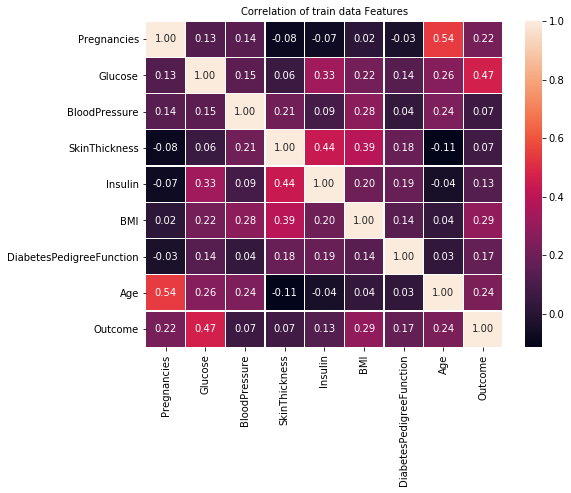 Correlation of train data Features
Pregnancies 1.00 0.13 0.14 -0.08 -0.07 0.02 -0.03 0.54 0.22
Glucose 0.13 1.00 0.15 0.06 0.33 0.22 0.14 0.26 0.47
BloodPressure 0.14 0.15 1.00 0.21 0.09 0.28 0.04 0.24 0.07
SkinThickness -0.08 0.06 0.21 1.00 0.44 0.39 0.18 -0.11 0.07
Insulin -0.07 0.33 0.09 0.44 1.00 0.20 0.19 -0.04 0.13
BMI 0.02 0.22 0.28 0.39 0.20 1.00 0.14 0.04 0.29
DiabetesPedigreeFunction -0.03 0.14 0.04 0.18 0.19 0.14 1.00 0.03 0.17
Age 0.54 0.26 0.24 -0.11 -0.04 0.04 0.03 1.00 0.24
Outcome 0.22 0.47 0.07 0.07 0.13 0.29 0.17 0.24 1.00
Pregnancies
Glucose
BloodPressure
SkinThickness
Insulin
BMI
DiabetesPedigreeFunction
Age
Outcome
1.0
0.8
0.6
0.4
0.2
0.0